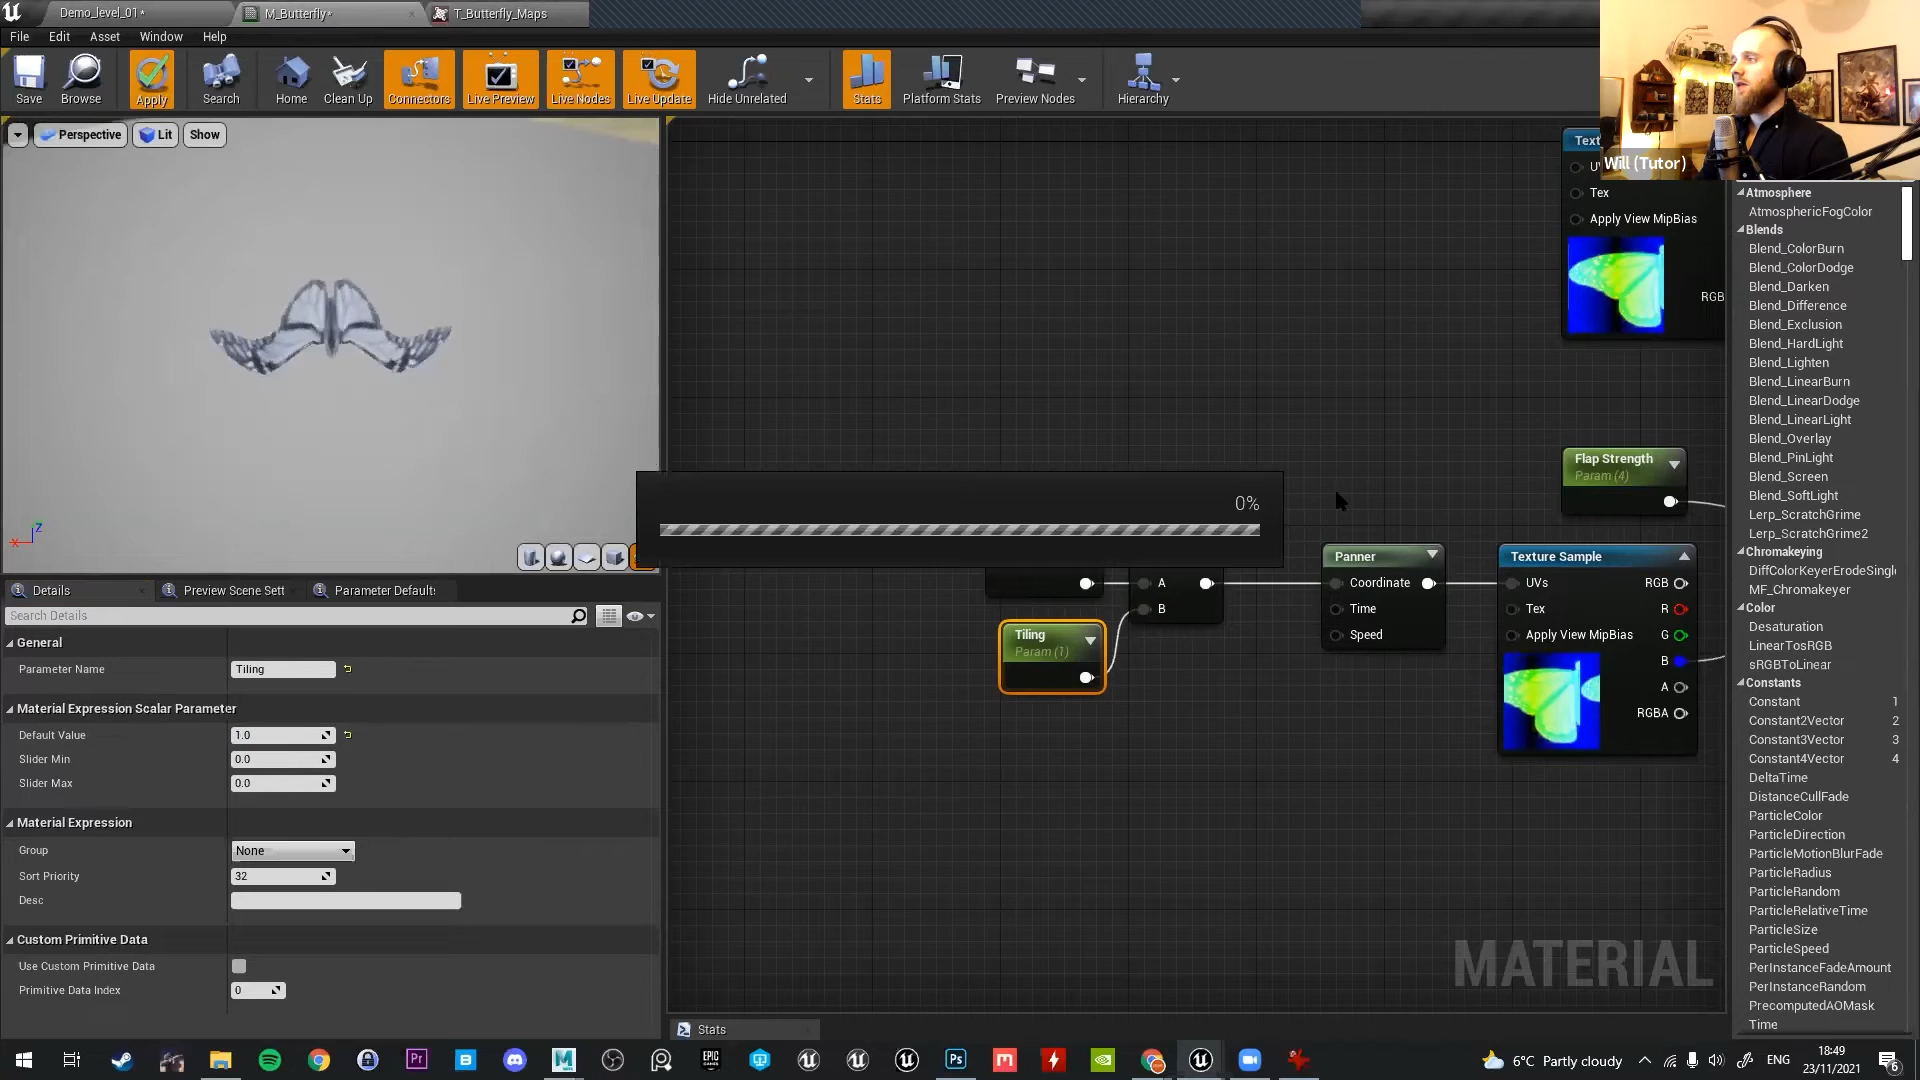 Demo_level_01*
M_Butterfly*
T_Butterfly_Maps
File Edit Asset Window Help
Save Browse Apply Search Home Clean Up Connectors Live Preview Live Nodes Live Update Hide Unrelated Stats Platform Stats Preview Nodes Hierarchy
Will (Tutor)
Perspective Lit Show
Tex
Apply View MipBias
RGB
Flap Strength
Param (4)
0%
Panner
Coordinate
Time
Speed
A
B
Tiling
Param (1)
Texture Sample
UVs RGB
Tex R
Apply View MipBias G
B
A
RGBA
MATERIAL
Stats
Details Preview Scene Sett Parameter Defaults
Search Details
General
Parameter Name Tiling
Material Expression Scalar Parameter
Default Value 1.0
Slider Min 0.0
Slider Max 0.0
Material Expression
Group None
Sort Priority 32
Desc
Custom Primitive Data
Use Custom Primitive Data
Primitive Data Index 0
Atmosphere
AtmosphericFogColor
Blends
Blend_ColorBurn
Blend_ColorDodge
Blend_Darken
Blend_Difference
Blend_Exclusion
Blend_HardLight
Blend_Lighten
Blend_LinearBurn
Blend_LinearDodge
Blend_LinearLight
Blend_Overlay
Blend_PinLight
Blend_Screen
Blend_SoftLight
Lerp_ScratchGrime
Lerp_ScratchGrime2
Chromakeying
DiffColorKeyerErodeSingle
MF_Chromakeyer
Color
Desaturation
LinearTosRGB
sRGBToLinear
Constants
Constant 1
Constant2Vector 2
Constant3Vector 3
Constant4Vector 4
DeltaTime
DistanceCullFade
ParticleColor
ParticleDirection
ParticleMotionBlurFade
ParticleRadius
ParticleRandom
ParticleRelativeTime
ParticleSize
ParticleSpeed
PerInstanceFadeAmount
PerInstanceRandom
PrecomputedAOMask
Time
6°C Partly cloudy ENG 18:49
23/11/2021